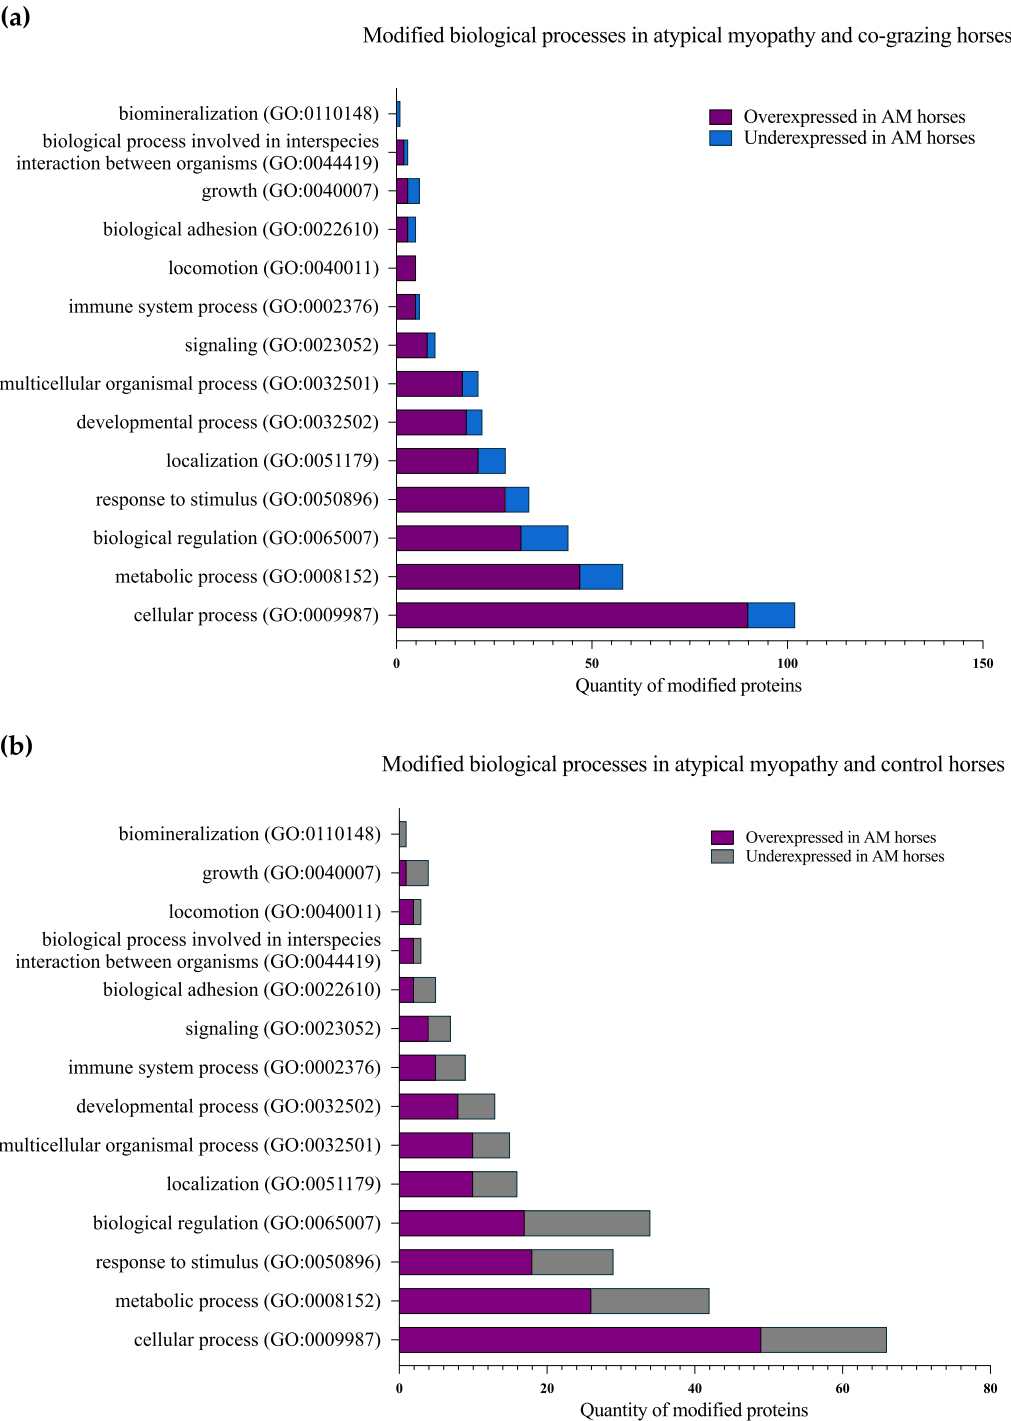 (a)
Modified biological processes in atypical myopathy and co-grazing horses
biomineralization (GO:0110148)
biological process involved in interspecies
interaction between organisms (GO:0044419)
growth (GO:0040007)
biological adhesion (GO:0022610)
locomotion (GO:0040011)
immune system process (GO:0002376)
signaling (GO:0023052)
multicellular organismal process (GO:0032501)
developmental process (GO:0032502)
localization (GO:0051179)
response to stimulus (GO:0050896)
biological regulation (GO:0065007)
metabolic process (GO:0008152)
cellular process (GO:0009987)
Overexpressed in AM horses
Underexpressed in AM horses
0 50 100 150
Quantity of modified proteins
(b)
Modified biological processes in atypical myopathy and control horses
biomineralization (GO:0110148)
growth (GO:0040007)
locomotion (GO:0040011)
biological process involved in interspecies
interaction between organisms (GO:0044419)
biological adhesion (GO:0022610)
signaling (GO:0023052)
immune system process (GO:0002376)
developmental process (GO:0032502)
multicellular organismal process (GO:0032501)
localization (GO:0051179)
biological regulation (GO:0065007)
response to stimulus (GO:0050896)
metabolic process (GO:0008152)
cellular process (GO:0009987)
Overexpressed in AM horses
Underexpressed in AM horses
0 20 40 60 80
Quantity of modified proteins